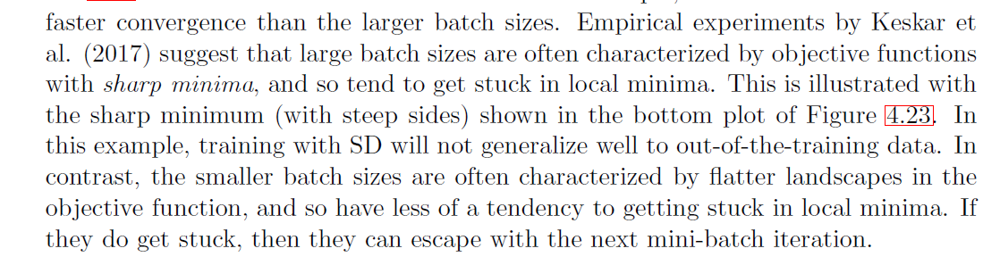 faster convergence than the larger batch sizes. Empirical experiments by Keskar et
al. (2017) suggest that large batch sizes are often characterized by objective functions
with sharp minima, and so tend to get stuck in local minima. This is illustrated with
the sharp minimum (with steep sides) shown in the bottom plot of Figure 4.23. In
this example, training with SD will not generalize well to out-of-the-training data. In
contrast, the smaller batch sizes are often characterized by flatter landscapes in the
objective function, and so have less of a tendency to getting stuck in local minima. If
they do get stuck, then they can escape with the next mini-batch iteration.